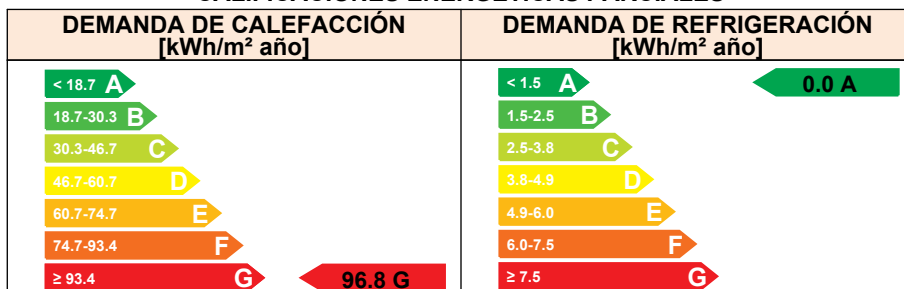 DEMANDA DE CALEFACCIÓN
[kWh/m² año]
< 18.7 A
18.7-30.3 B
30.3-46.7 C
46.7-60.7 D
60.7-74.7 E
74.7-93.4 F
≥ 93.4 G
96.8 G
DEMANDA DE REFRIGERACIÓN
[kWh/m² año]
< 1.5 A
0.0 A
1.5-2.5 B
2.5-3.8 C
3.8-4.9 D
4.9-6.0 E
6.0-7.5 F
≥ 7.5 G